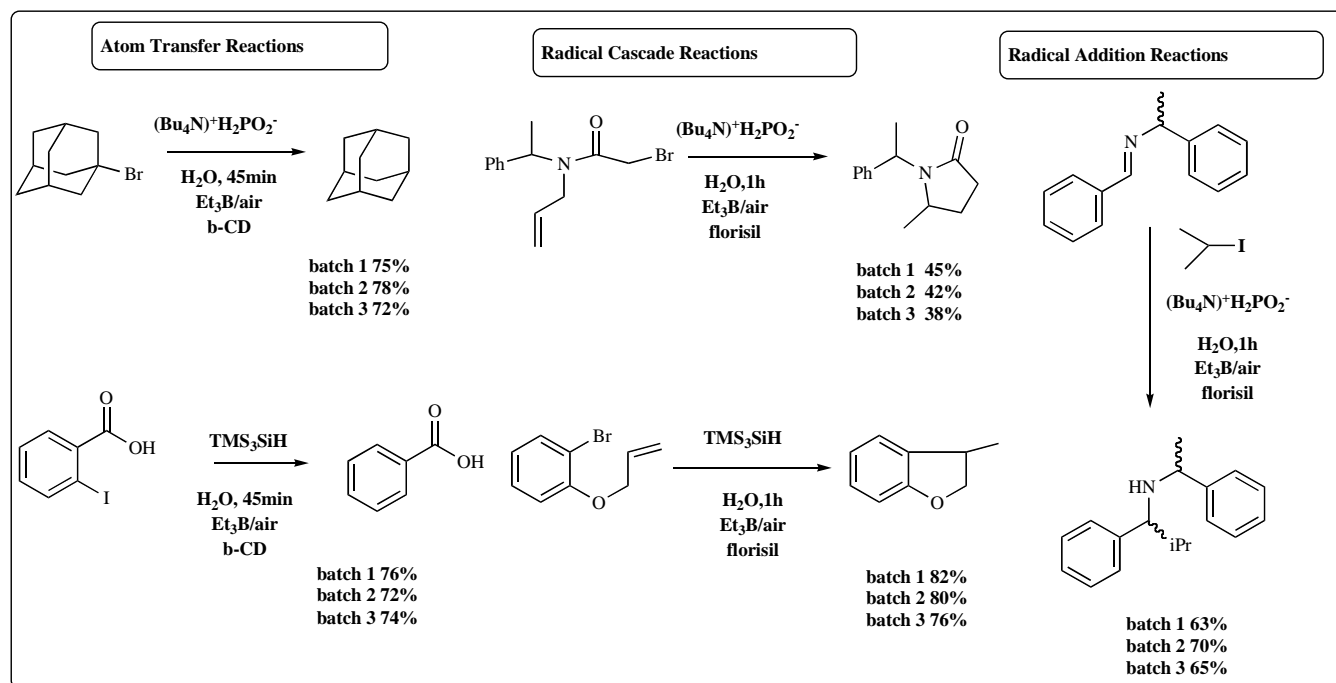 Atom Transfer Reactions
Radical Cascade Reactions
Radical Addition Reactions
Br
(Bu₄N)⁺H₂PO₂⁻
H₂O, 45min
Et₃B/air
b-CD
batch 1 75%
batch 2 78%
batch 3 72%
Ph
N
O
Br
(Bu₄N)⁺H₂PO₂⁻
H₂O,1h
Et₃B/air
florisil
Ph
N
O
batch 1 45%
batch 2 42%
batch 3 38%
N
I
(Bu₄N)⁺H₂PO₂⁻
H₂O,1h
Et₃B/air
florisil
O
OH
I
TMS₃SiH
H₂O, 45min
Et₃B/air
b-CD
O
OH
batch 1 76%
batch 2 72%
batch 3 74%
Br
O
TMS₃SiH
H₂O,1h
Et₃B/air
florisil
O
batch 1 82%
batch 2 80%
batch 3 76%
HN
iPr
batch 1 63%
batch 2 70%
batch 3 65%